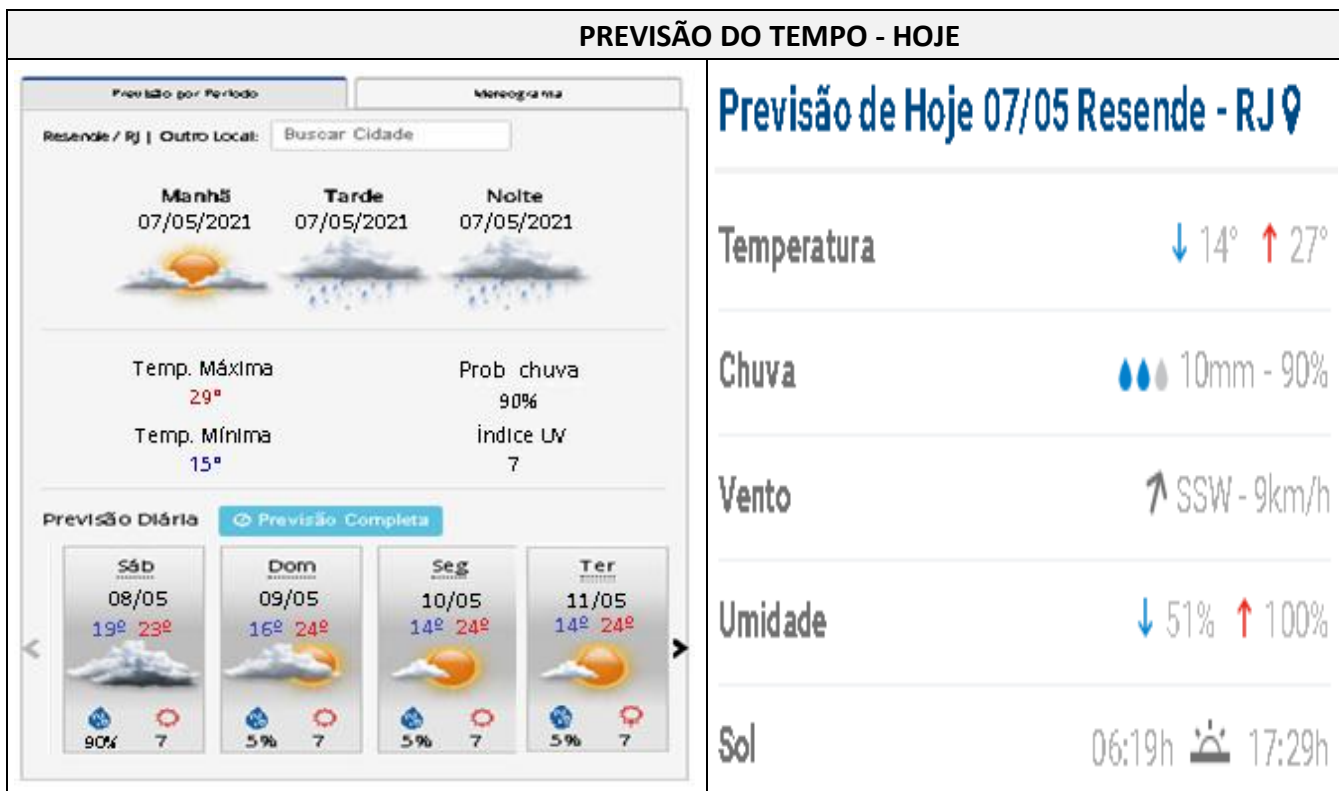 PREVISÃO DO TEMPO - HOJE
Previsão por Período
Meteograma
Resende / RJ | Outro Local: Buscar Cidade
Manhã Tarde Noite
07/05/2021 07/05/2021 07/05/2021
Temp. Máxima Prob chuva
29° 90%
Temp. Mínima Índice UV
15° 7
Previsão Diária Previsão Completa
Sáb Dom Seg Ter
08/05 09/05 10/05 11/05
19º 23º 16º 24º 14º 24º 14º 24º
90% 7 5% 7 5% 7 5% 7
Previsão de Hoje 07/05 Resende - RJ
Temperatura ↓ 14° ↑ 27°
Chuva 10mm - 90%
Vento SSW - 9km/h
Umidade ↓ 51% ↑ 100%
Sol 06:19h 17:29h